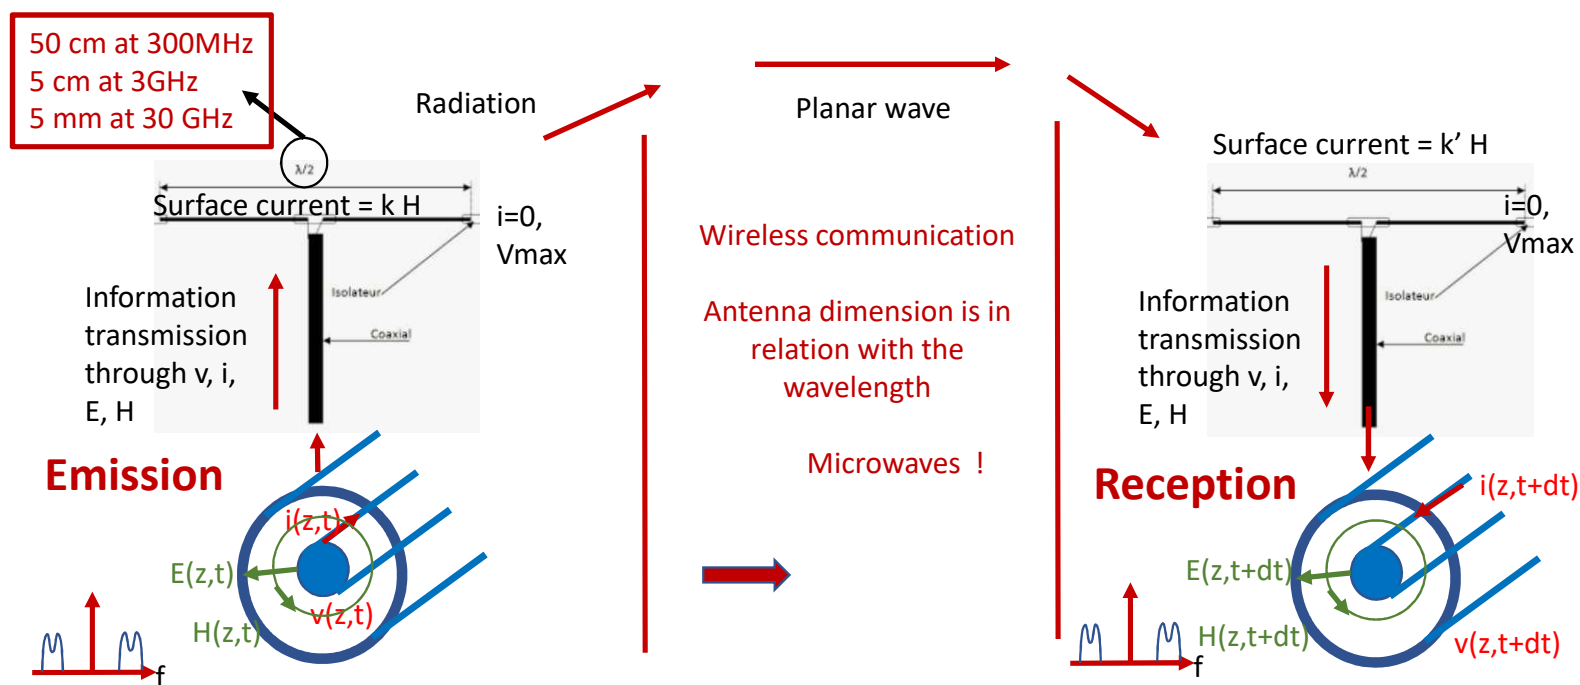 50 cm at 300MHz
5 cm at 3GHz
5 mm at 30 GHz
Radiation
Planar wave
λ/2
Surface current = k H
i=0,
Vmax
Isolateur
Coaxial
Information
transmission
through v, i,
E, H
Emission
i(z,t)
E(z,t)
v(z,t)
H(z,t)
f
Wireless communication
Antenna dimension is in
relation with the
wavelength
Microwaves !
Surface current = k’ H
λ/2
i=0,
Vmax
Isolateur
Coaxial
Information
transmission
through v, i,
E, H
Reception
i(z,t+dt)
E(z,t+dt)
H(z,t+dt)
v(z,t+dt)
f